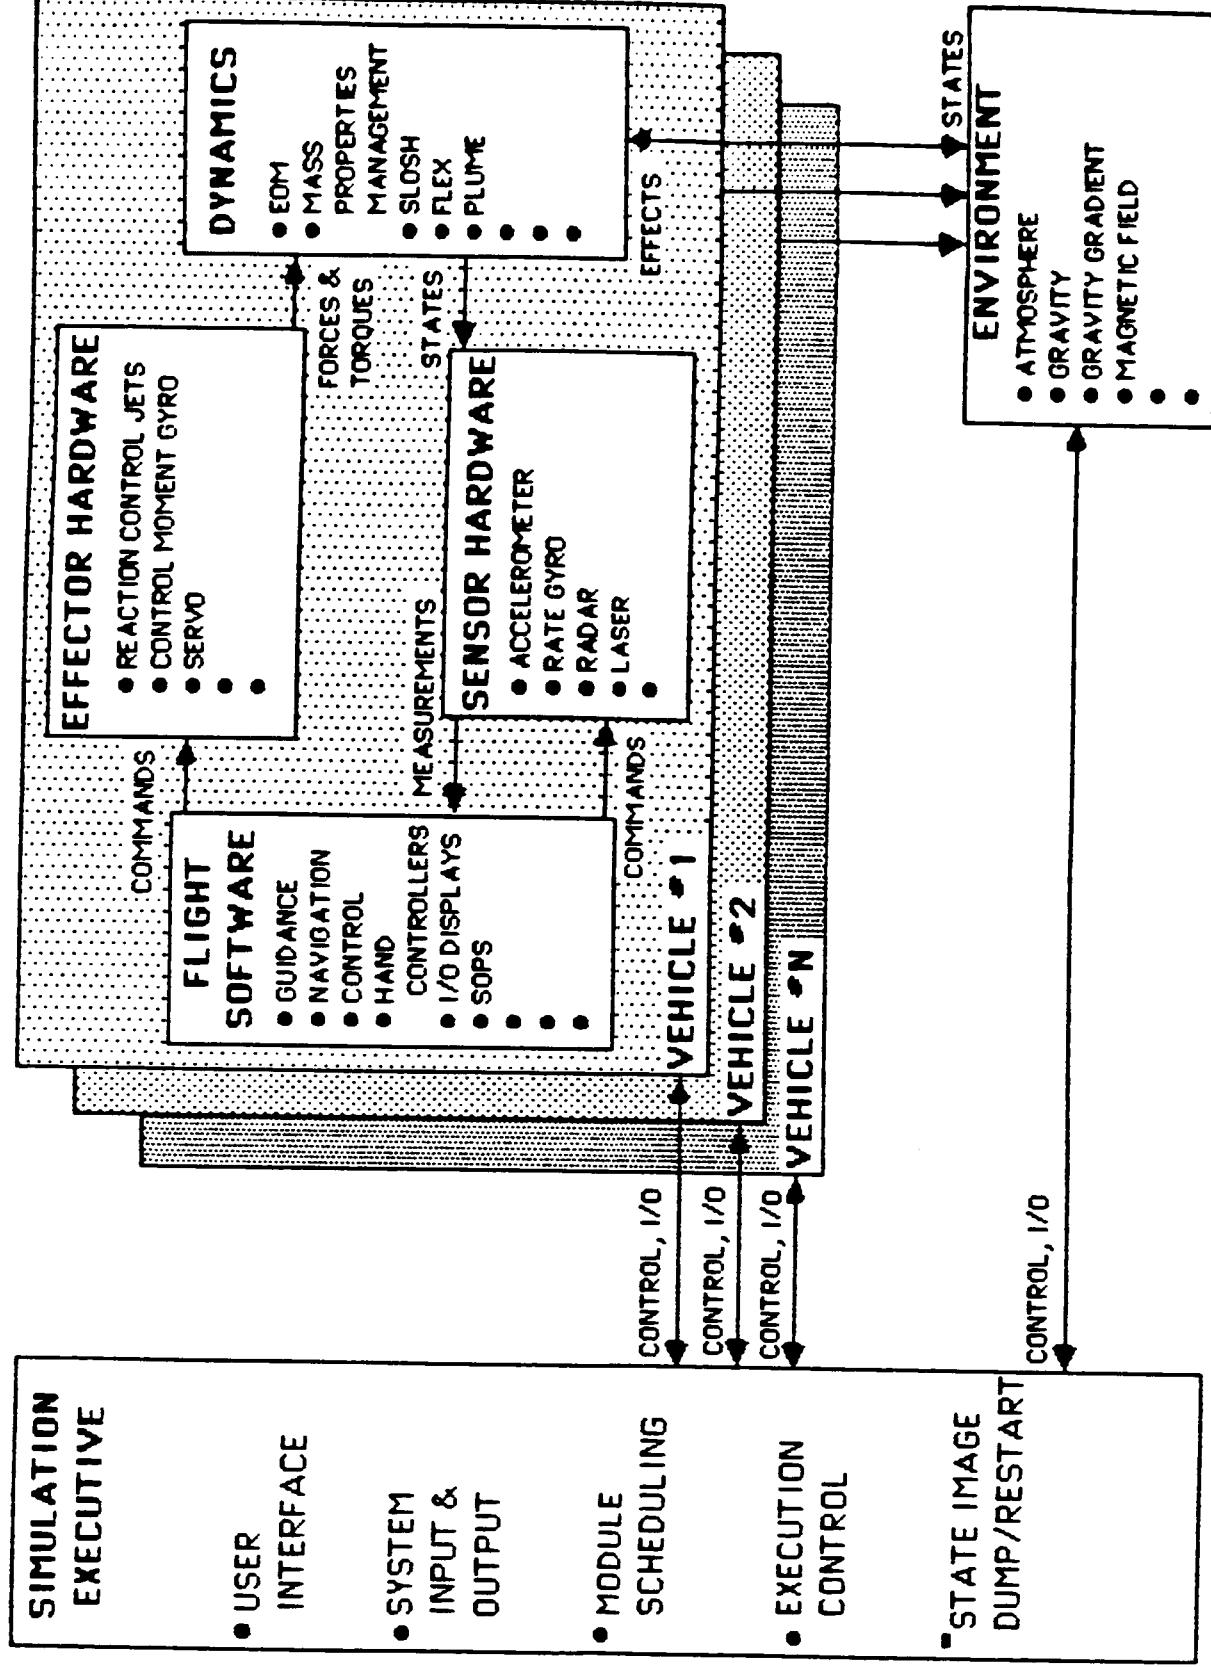 SIMULATION
EXECUTIVE
● USER
INTERFACE
● SYSTEM
INPUT &
OUTPUT
● MODULE
SCHEDULING
● EXECUTION
CONTROL
● STATE IMAGE
DUMP/RESTART
CONTROL, I/O
CONTROL, I/O
CONTROL, I/O
CONTROL, I/O
FLIGHT
SOFTWARE
● GUIDANCE
● NAVIGATION
● CONTROL
● HAND
CONTROLLERS
● I/O DISPLAYS
● SOPS
●
●
●
COMMANDS
MEASUREMENTS
COMMANDS
EFFECTOR HARDWARE
● REACTION CONTROL JETS
● CONTROL MOMENT GYRO
● SERVO
●
●
FORCES &
TORQUES
STATES
SENSOR HARDWARE
● ACCELEROMETER
● RATE GYRO
● RADAR
● LASER
●
DYNAMICS
● EOM
● MASS
PROPERTIES
MANAGEMENT
● SLOSH
● FLEX
● PLUME
●
●
●
VEHICLE #1
VEHICLE #2
VEHICLE #N
EFFECTS
STATES
ENVIRONMENT
● ATMOSPHERE
● GRAVITY
● GRAVITY GRADIENT
● MAGNETIC FIELD
●
●